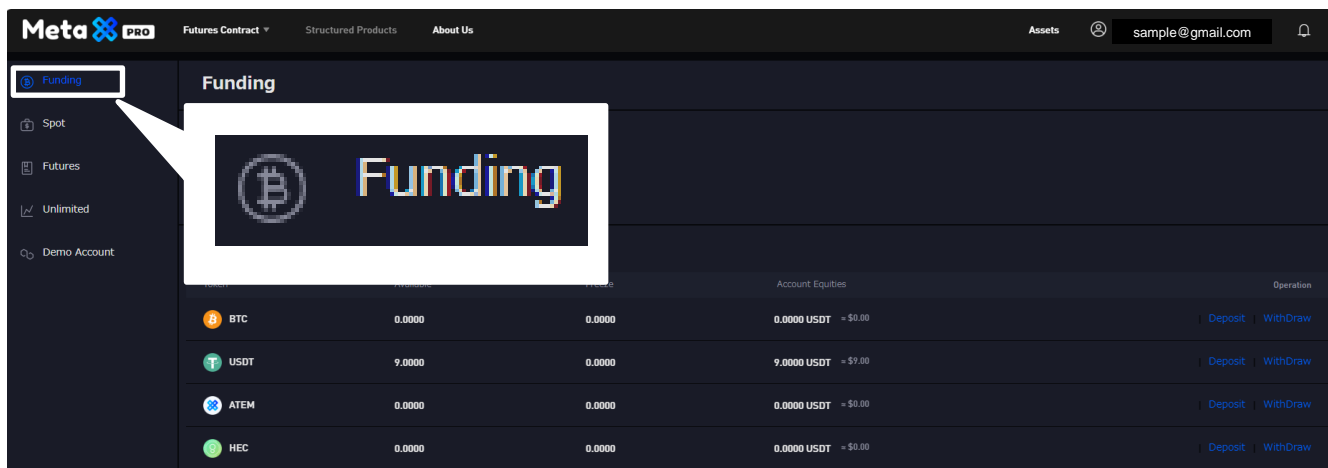 Meta PRO Futures Contract ▼ Structured Products About Us Assets sample@gmail.com
Funding
Funding
Spot
Futures
Unlimited
Demo Account
Funding
Token Available Freeze Account Equities Operation
BTC 0.0000 0.0000 0.0000 USDT ≈ $0.00 | Deposit | WithDraw
USDT 9.0000 0.0000 9.0000 USDT ≈ $9.00 | Deposit | WithDraw
ATEM 0.0000 0.0000 0.0000 USDT ≈ $0.00 | Deposit | WithDraw
HEC 0.0000 0.0000 0.0000 USDT ≈ $0.00 | Deposit | WithDraw